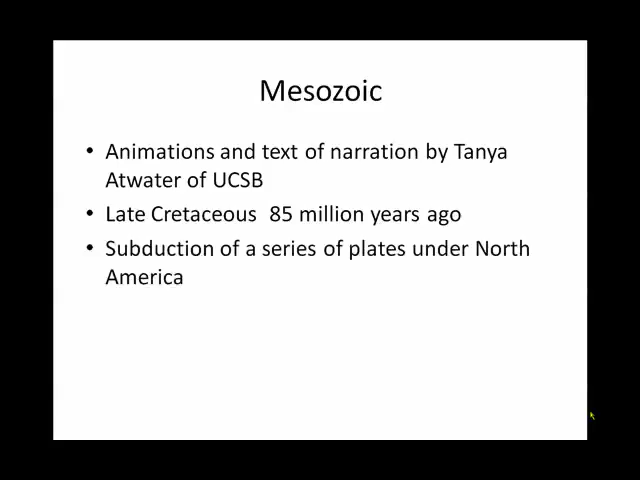 Mesozoic
• Animations and text of narration by Tanya
Atwater of UCSB
• Late Cretaceous  85 million years ago
• Subduction of a series of plates under North
America